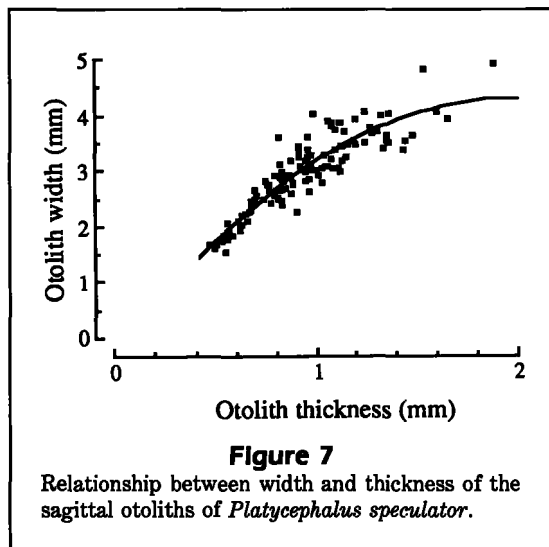 5
4
3
2
1
0
Otolith width (mm)
0 1 2
Otolith thickness (mm)
Figure 7
Relationship between width and thickness of the
sagittal otoliths of Platycephalus speculator.